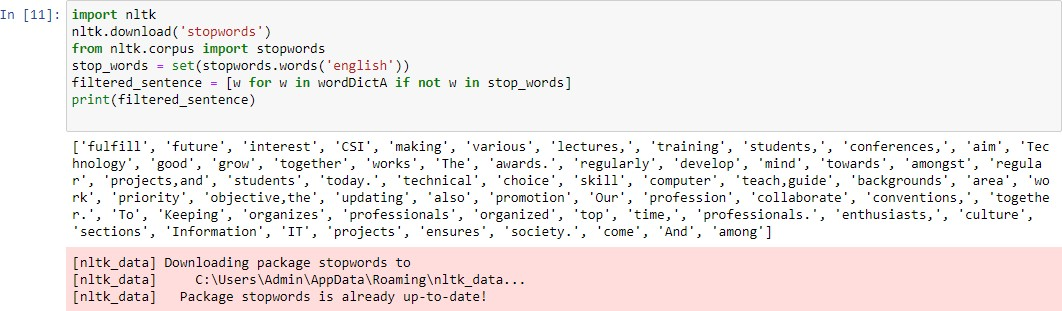 In [11]: import nltk
nltk.download('stopwords')
from nltk.corpus import stopwords
stop_words = set(stopwords.words('english'))
filtered_sentence = [w for w in wordDictA if not w in stop_words]
print(filtered_sentence)
['fulfill', 'future', 'interest', 'CSI', 'making', 'various', 'lectures,', 'training', 'students,', 'conferences,', 'aim', 'Tec
hnology', 'good', 'grow', 'together', 'works', 'The', 'awards.', 'regularly', 'develop', 'mind', 'towards', 'amongst', 'regula
r', 'projects,and', 'students', 'today.', 'technical', 'choice', 'skill', 'computer', 'teach,guide', 'backgrounds', 'area', 'wo
rk', 'priority', 'objective,the', 'updating', 'also', 'promotion', 'Our', 'profession', 'collaborate', 'conventions,', 'togethe
r.', 'To', 'Keeping', 'organizes', 'professionals', 'organized', 'top', 'time,', 'professionals.', 'enthusiasts,', 'culture',
'sections', 'Information', 'IT', 'projects', 'ensures', 'society.', 'come', 'And', 'among']
[nltk_data] Downloading package stopwords to
[nltk_data]     C:\Users\Admin\AppData\Roaming\nltk_data...
[nltk_data]   Package stopwords is already up-to-date!